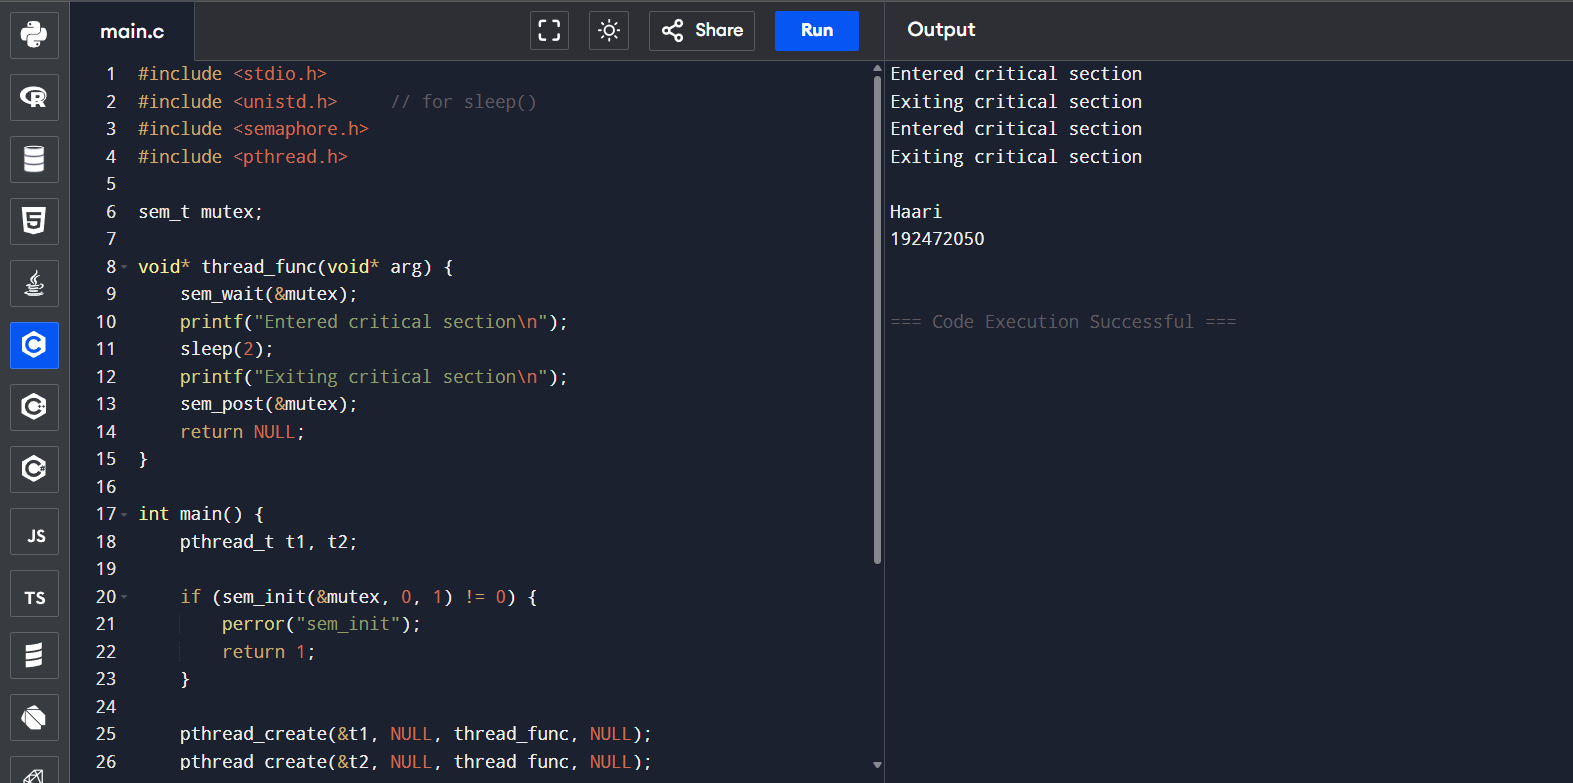 main.c
Share
Run
Output
1 #include <stdio.h>
2 #include <unistd.h>     // for sleep()
3 #include <semaphore.h>
4 #include <pthread.h>
5
6 sem_t mutex;
7
8 void* thread_func(void* arg) {
9     sem_wait(&mutex);
10     printf("Entered critical section\n");
11     sleep(2);
12     printf("Exiting critical section\n");
13     sem_post(&mutex);
14     return NULL;
15 }
16
17 int main() {
18     pthread_t t1, t2;
19
20     if (sem_init(&mutex, 0, 1) != 0) {
21         perror("sem_init");
22         return 1;
23     }
24
25     pthread_create(&t1, NULL, thread_func, NULL);
26     pthread_create(&t2, NULL, thread_func, NULL);
Entered critical section
Exiting critical section
Entered critical section
Exiting critical section
Haari
192472050
=== Code Execution Successful ===
R
5
C
C++
C#
JS
TS